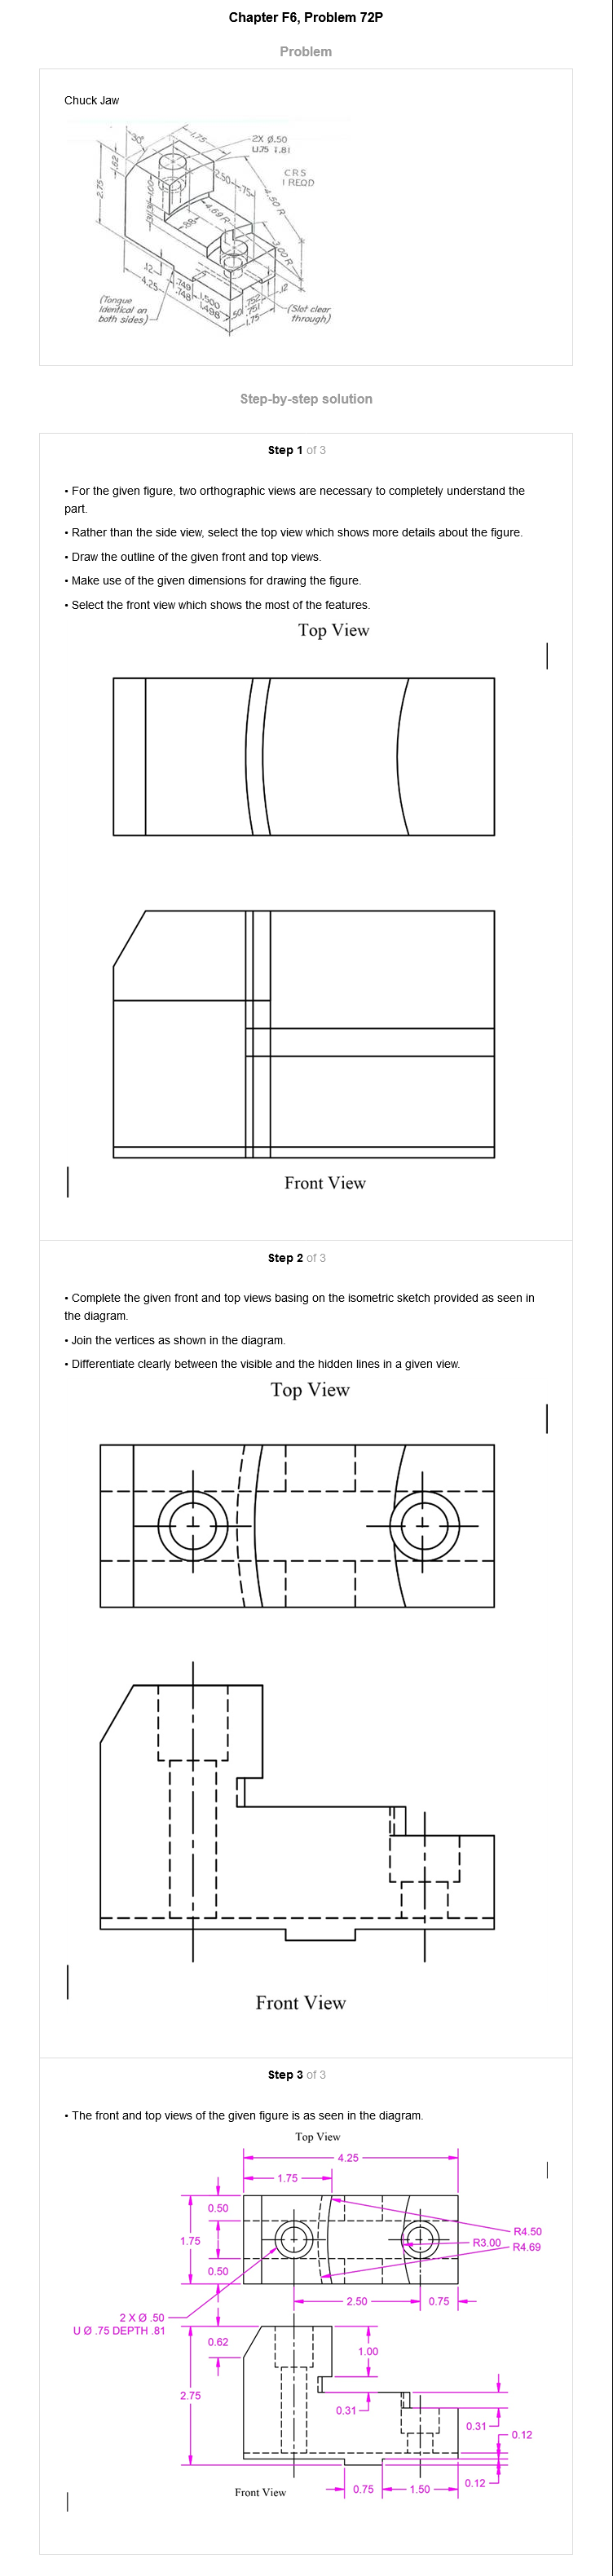 Chapter F6, Problem 72P
Problem
Chuck Jaw
30°
1.75
2X Ø.50
⊔.75 ↧.81
.62
2.75
1.00
2.50
.75
CRS
1 REQD
4.50 R
4.69 R
3.00 R
.31
.88
.12
4.25
.749
.748
1.500
1.498
.50
.752
.751
1.75
.12
(Tongue
identical on
both sides)
(Slot clear
through)
Step-by-step solution
Step 1 of 3
• For the given figure, two orthographic views are necessary to completely understand the
part.
• Rather than the side view, select the top view which shows more details about the figure.
• Draw the outline of the given front and top views.
• Make use of the given dimensions for drawing the figure.
• Select the front view which shows the most of the features.
Top View
Front View
Step 2 of 3
• Complete the given front and top views basing on the isometric sketch provided as seen in
the diagram.
• Join the vertices as shown in the diagram.
• Differentiate clearly between the visible and the hidden lines in a given view.
Top View
Front View
Step 3 of 3
• The front and top views of the given figure is as seen in the diagram.
Top View
4.25
1.75
0.50
1.75
0.50
R4.50
R3.00
R4.69
2.50
0.75
2 X Ø .50
U Ø .75 DEPTH .81
0.62
1.00
2.75
0.31
0.31
0.12
0.12
0.75
1.50
Front View